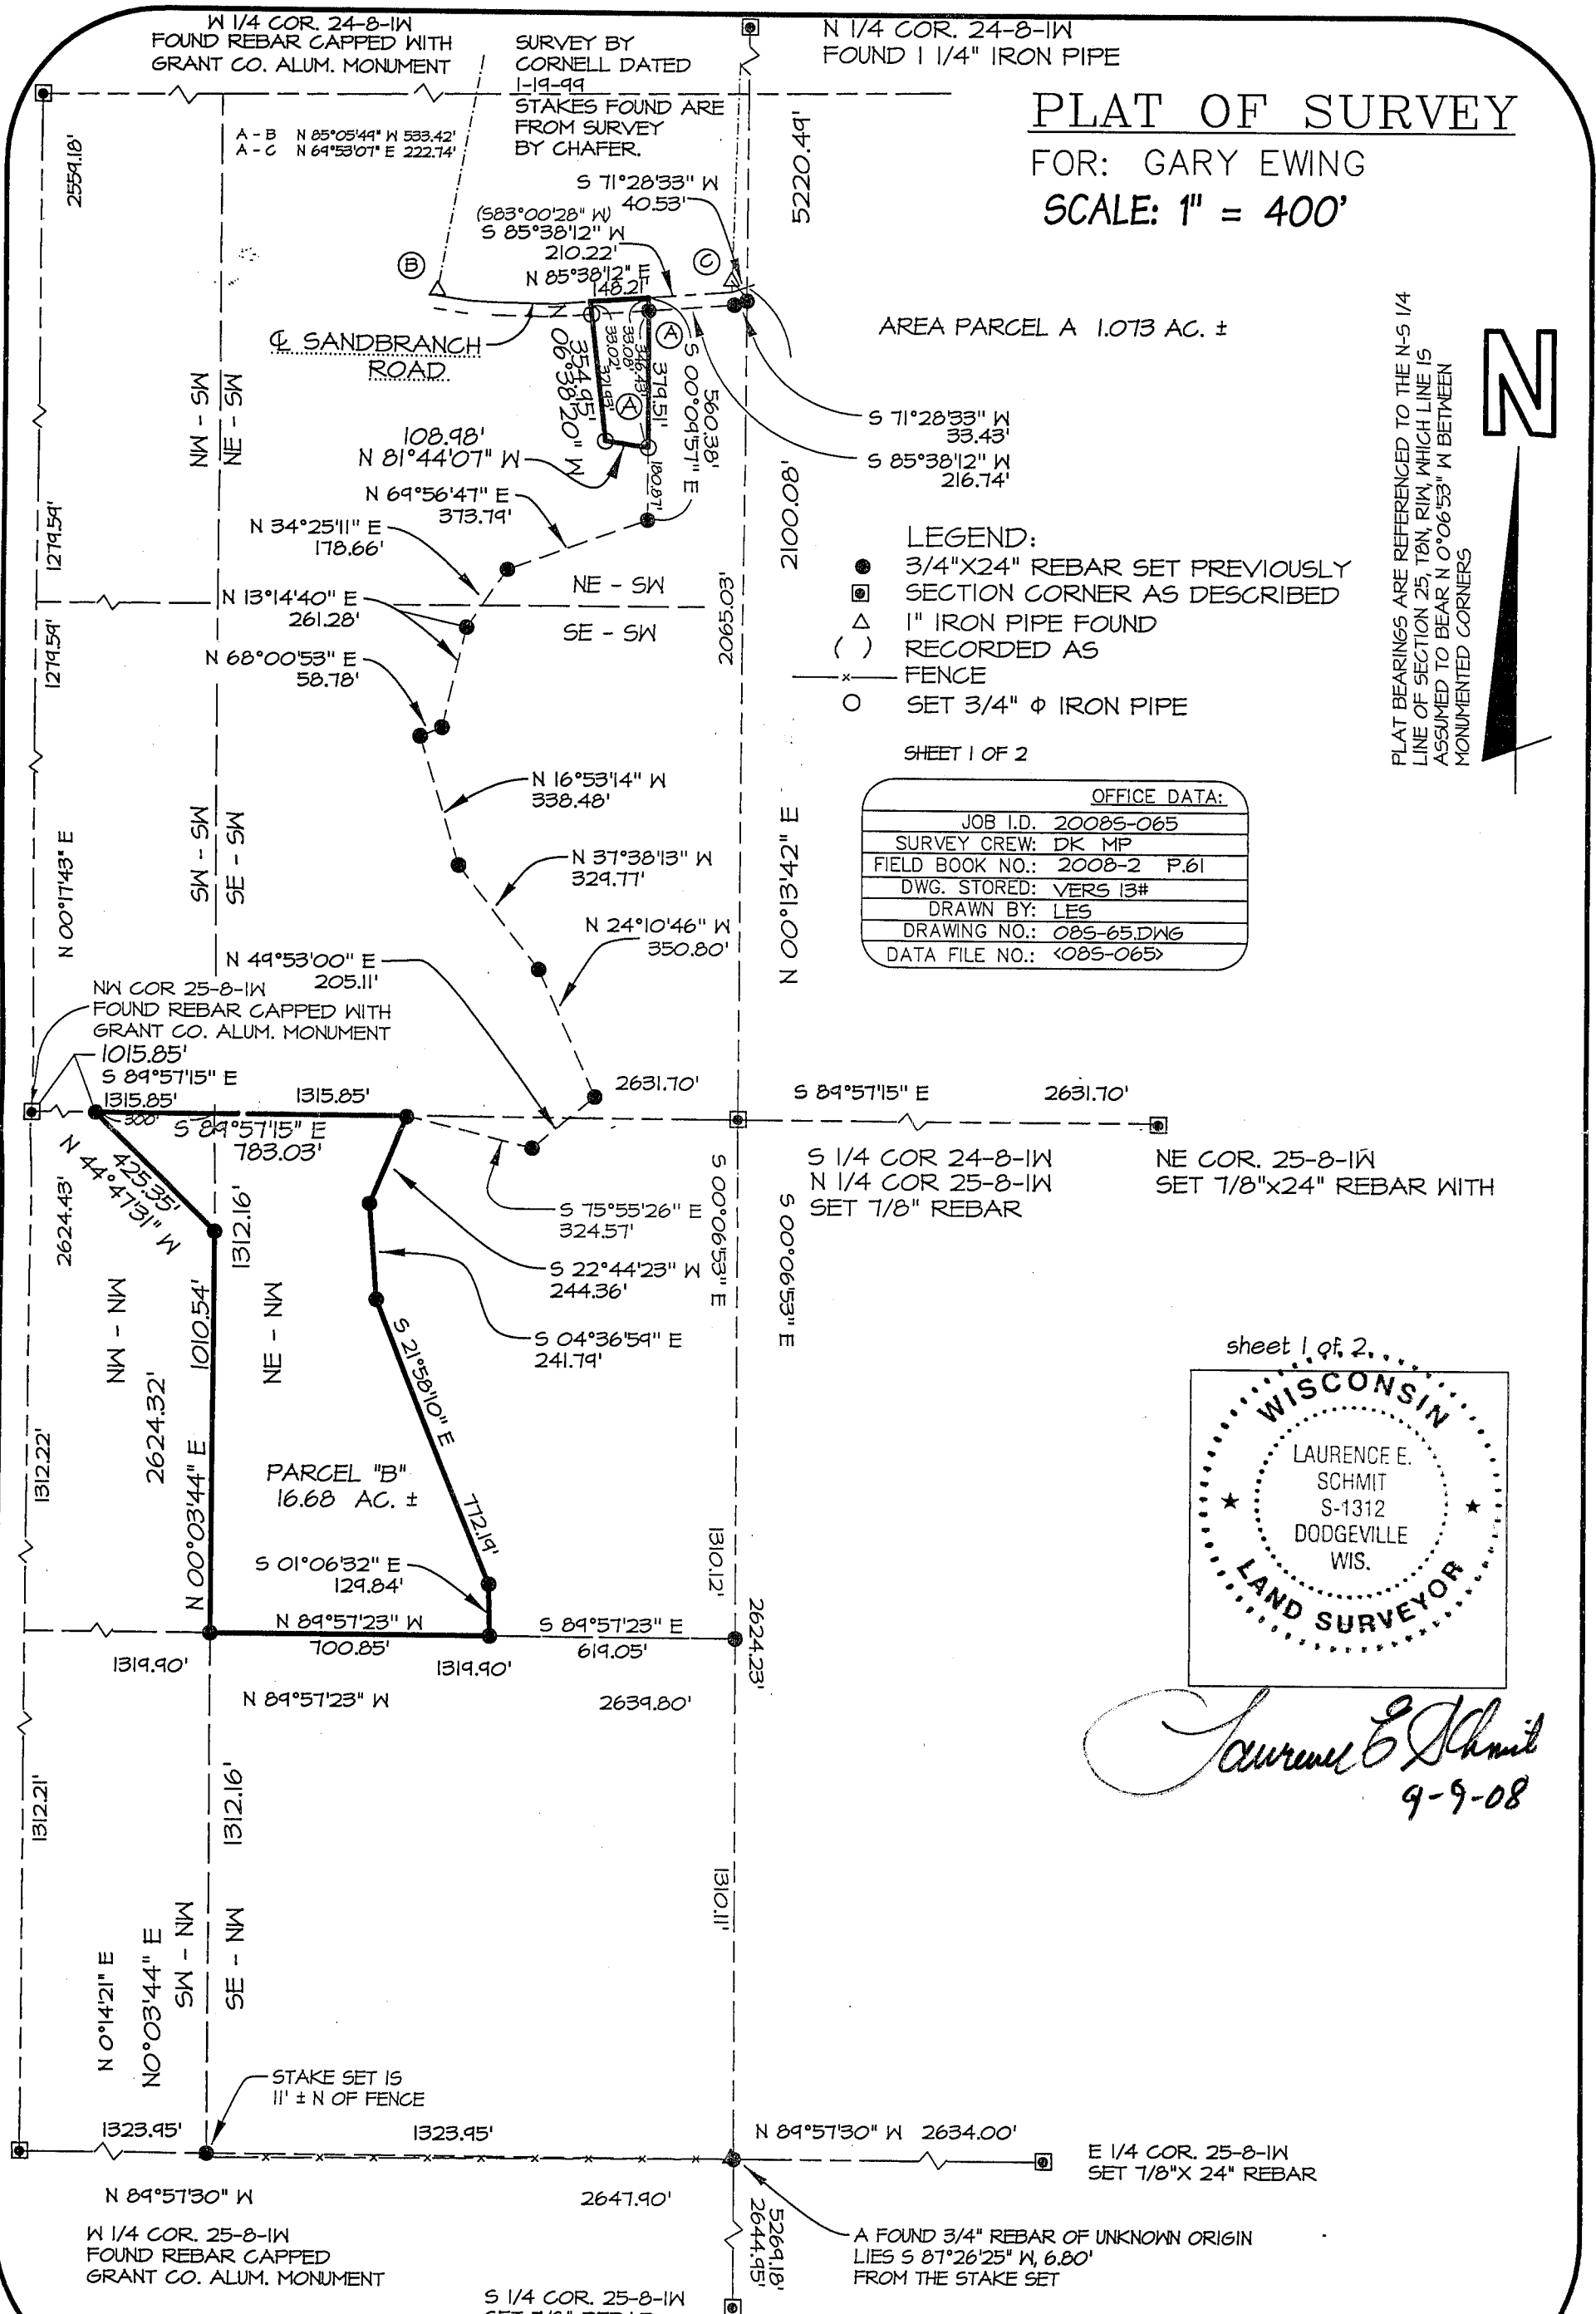 W 1/4 COR. 24-8-1W
FOUND REBAR CAPPED WITH
GRANT CO. ALUM. MONUMENT
SURVEY BY
CORNELL DATED
1-19-99
STAKES FOUND ARE
FROM SURVEY
BY CHAFER.
N 1/4 COR. 24-8-1W
FOUND 1 1/4" IRON PIPE
PLAT OF SURVEY
FOR: GARY EWING
SCALE: 1" = 400'
A - B N 85°05'49" W 533.42'
A - C N 69°53'07" E 222.74'
2559.18'
5220.49'
S 71°28'33" W
40.53'
(S83°00'28" W)
S 85°38'12" W
210.22'
N 85°38'12" E
148.21'
B
C
℄ SANDBRANCH
ROAD
N 06°38'20" W
354.95'
33.02'
321.93'
33.08'
346.43'
379.51'
A
A
S 00°09'57" E
560.38'
180.87'
AREA PARCEL A 1.073 AC. ±
S 71°28'33" W
33.43'
S 85°38'12" W
216.74'
108.98'
N 81°44'07" W
N 69°56'47" E
373.79'
N 34°25'11" E
178.66'
NW - SW
NE - SW
1279.59'
1279.59'
N 13°14'40" E
261.28'
NE - SW
SE - SW
N 68°00'53" E
58.78'
2100.08'
2065.03'
LEGEND:
3/4"X24" REBAR SET PREVIOUSLY
SECTION CORNER AS DESCRIBED
1" IRON PIPE FOUND
( ) RECORDED AS
x FENCE
SET 3/4" Φ IRON PIPE
PLAT BEARINGS ARE REFERENCED TO THE N-S 1/4
LINE OF SECTION 25, T8N, R1W, WHICH LINE IS
ASSUMED TO BEAR N 0°06'53" W BETWEEN
MONUMENTED CORNERS
N
SHEET 1 OF 2
OFFICE DATA:
JOB I.D. 2008S-065
SURVEY CREW: DK MP
FIELD BOOK NO.: 2008-2 P.61
DWG. STORED: VERS 13#
DRAWN BY: LES
DRAWING NO.: 08S-65.DWG
DATA FILE NO.: <08S-065>
N 16°53'14" W
338.48'
N 37°38'13" W
329.77'
N 24°10'46" W
350.80'
N 49°53'00" E
205.11'
SW - SW
SE - SW
N 00°17'43" E
N 00°13'42" E
NW COR 25-8-1W
FOUND REBAR CAPPED WITH
GRANT CO. ALUM. MONUMENT
1015.85'
S 89°57'15" E
1315.85'
1315.85'
300'
S 89°57'15" E
783.03'
2631.70'
S 89°57'15" E 2631.70'
N 44°47'31" W
425.35'
2624.43'
1312.16'
S 1/4 COR 24-8-1W
N 1/4 COR 25-8-1W
SET 7/8" REBAR
NE COR. 25-8-1W
SET 7/8"x24" REBAR WITH
S 75°55'26" E
324.57'
S 22°44'23" W
244.36'
S 04°36'59" E
241.79'
S 00°06'53" E
S 00°06'53" E
NW - NW
NE - NW
1010.54'
N 00°03'44" E
2624.32'
1312.22'
S 21°58'10" E
772.19'
PARCEL "B"
16.68 AC. ±
S 01°06'32" E
129.84'
1310.12'
2624.23'
N 89°57'23" W
700.85'
S 89°57'23" E
619.05'
1319.90'
1319.90'
N 89°57'23" W
2639.80'
sheet 1 of 2
WISCONSIN
LAURENCE E.
SCHMIT
S-1312
DODGEVILLE
WIS.
LAND SURVEYOR
Laurence E Schmit
9-9-08
1312.21'
1312.16'
1310.11'
N 0°14'21" E
N0°03'44" E
SW - NW
SE - NW
STAKE SET IS
11' ± N OF FENCE
1323.95'
1323.95'
N 89°57'30" W 2634.00'
E 1/4 COR. 25-8-1W
SET 7/8"X 24" REBAR
N 89°57'30" W
2647.90'
W 1/4 COR. 25-8-1W
FOUND REBAR CAPPED
GRANT CO. ALUM. MONUMENT
5269.18'
2644.95'
A FOUND 3/4" REBAR OF UNKNOWN ORIGIN
LIES S 87°26'25" W, 6.80'
FROM THE STAKE SET
S 1/4 COR. 25-8-1W
SET 7/8" REBAR